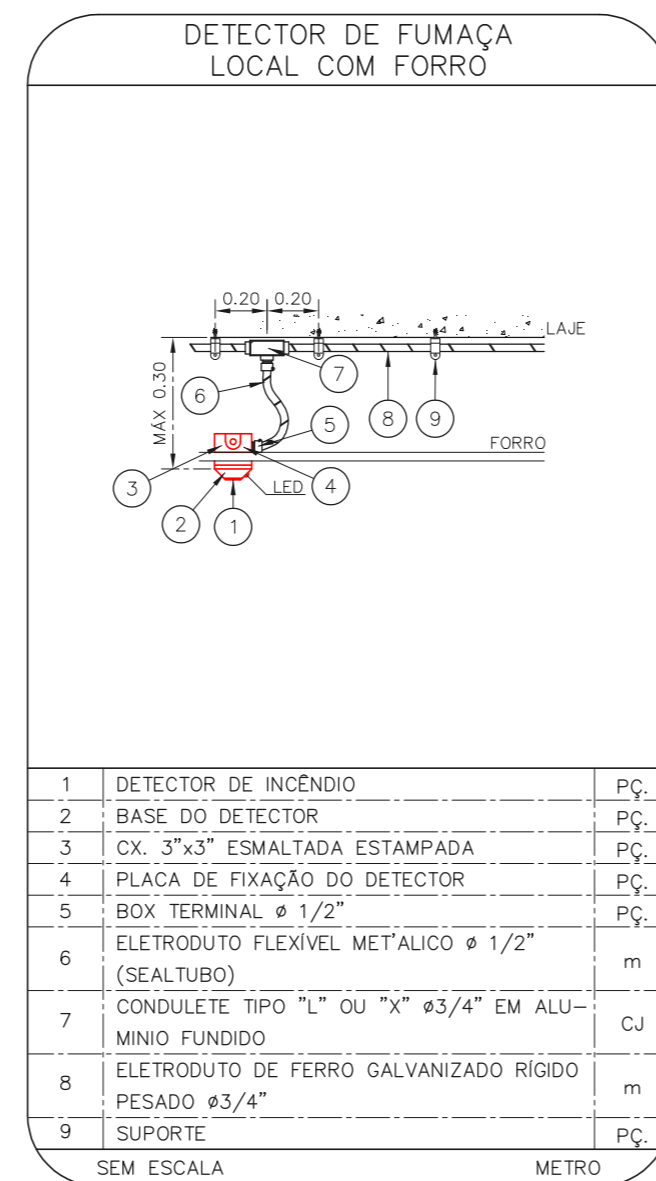 DETECTOR DE FUMAÇA
LOCAL COM FORRO
0.20 0.20
LAJE
MÁX 0.30
7
6
8
9
5
FORRO
3
LED
4
2
1
1 DETECTOR DE INCÊNDIO PÇ.
2 BASE DO DETECTOR PÇ.
3 CX. 3"x3" ESMALTADA ESTAMPADA PÇ.
4 PLACA DE FIXAÇÃO DO DETECTOR PÇ.
5 BOX TERMINAL ø 1/2" PÇ.
6 ELETRODUTO FLEXÍVEL MET'ALICO ø 1/2"
(SEALTUBO) m
7 CONDULETE TIPO "L" OU "X" ø3/4" EM ALU-
MINIO FUNDIDO CJ
8 ELETRODUTO DE FERRO GALVANIZADO RÍGIDO
PESADO ø3/4" m
9 SUPORTE PÇ.
SEM ESCALA METRO